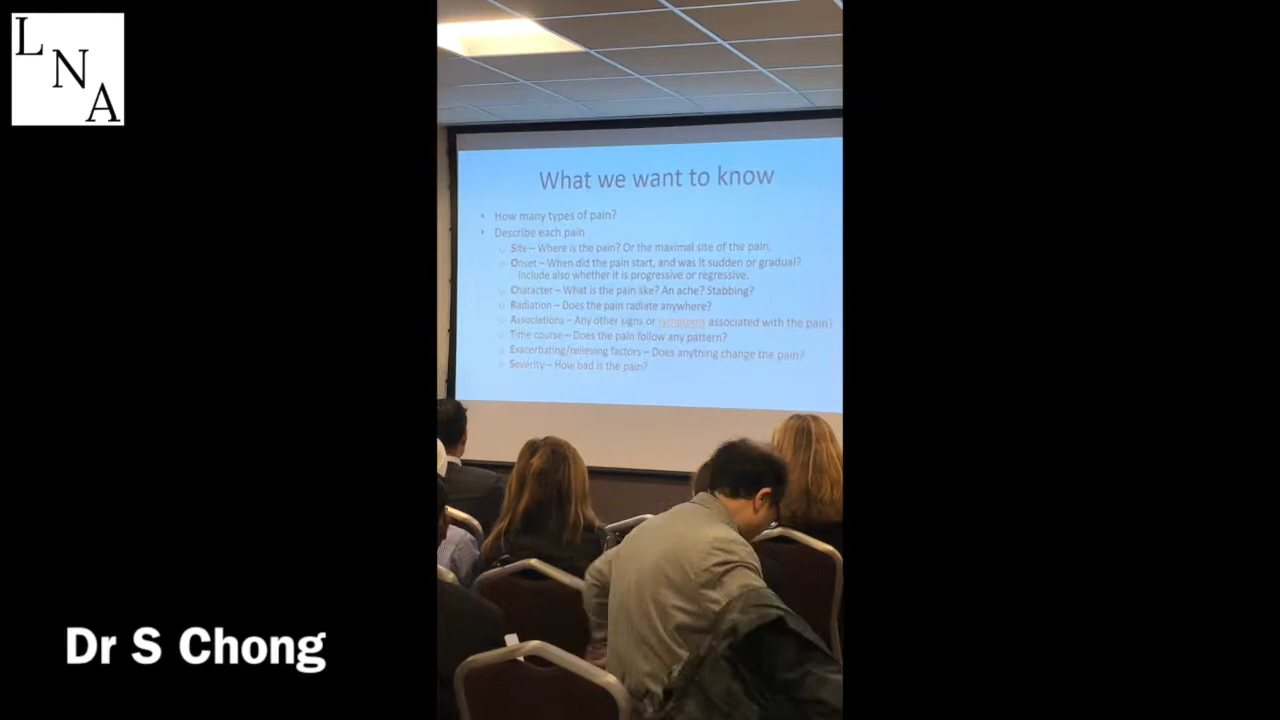 L
N
A
What we want to know
• How many types of pain?
• Describe each pain
o Site – Where is the pain? Or the maximal site of the pain.
o Onset – When did the pain start, and was it sudden or gradual?
Include also whether it is progressive or regressive.
o Character – What is the pain like? An ache? Stabbing?
o Radiation – Does the pain radiate anywhere?
o Associations – Any other signs or symptoms associated with the pain?
o Time course – Does the pain follow any pattern?
o Exacerbating/relieving factors – Does anything change the pain?
o Severity – How bad is the pain?
Dr S Chong